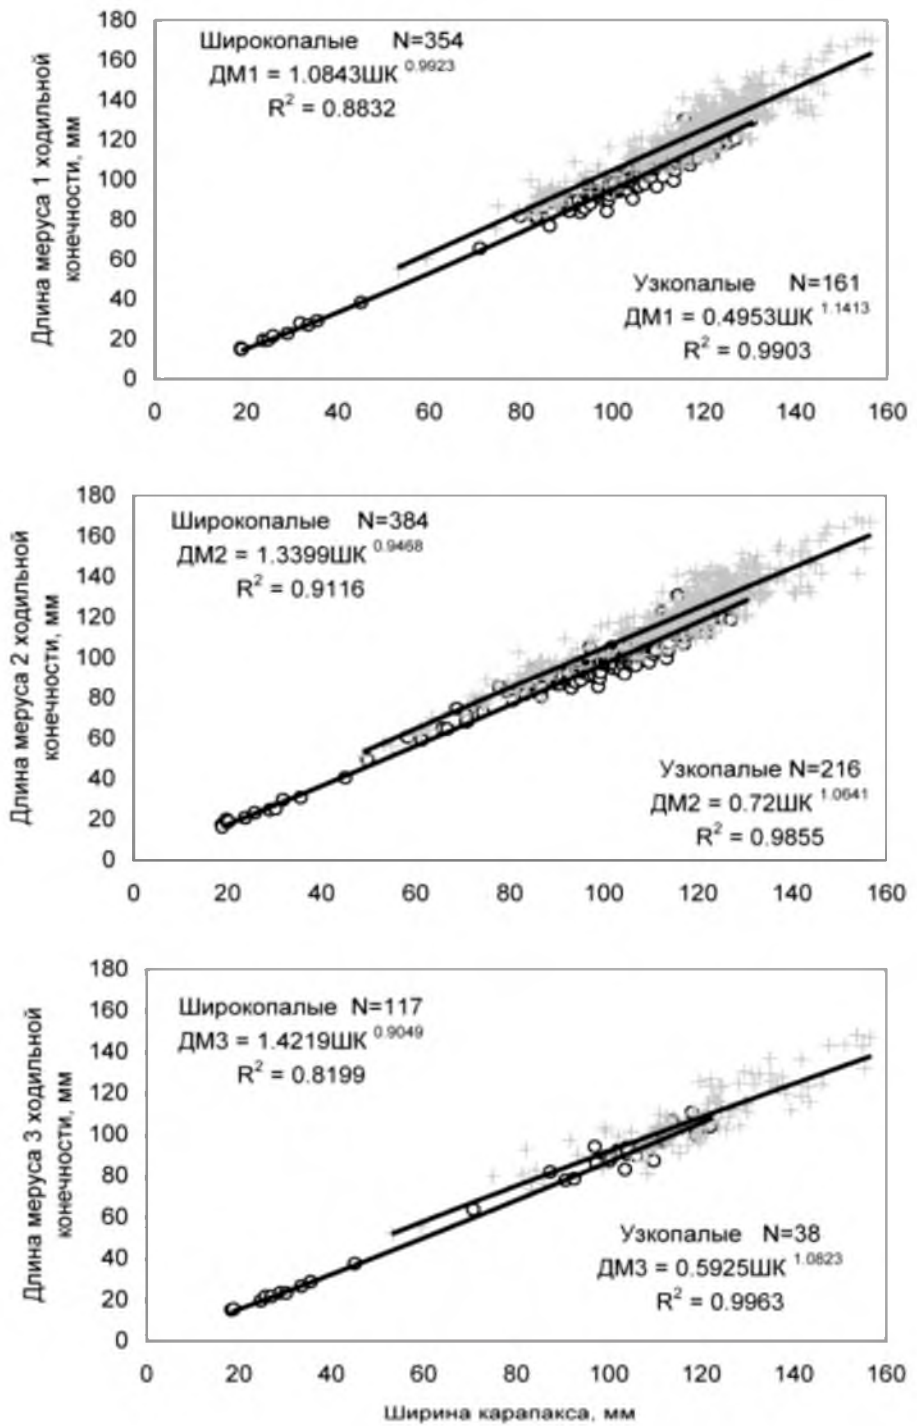 Длина меруса 1 ходильной
конечности, мм
180
160
140
120
100
80
60
40
20
0
Широкопалые N=354
ДМ1 = 1.0843ШК 0.9923
R2 = 0.8832
Узкопалые N=161
ДМ1 = 0.4953ШК 1.1413
R2 = 0.9903
0 20 40 60 80 100 120 140 160
Длина меруса 2 ходильной
конечности, мм
180
160
140
120
100
80
60
40
20
0
Широкопалые N=384
ДМ2 = 1.3399ШК 0.9468
R2 = 0.9116
Узкопалые N=216
ДМ2 = 0.72ШК 1.0641
R2 = 0.9855
0 20 40 60 80 100 120 140 160
Длина меруса 3 ходильной
конечности, мм
180
160
140
120
100
80
60
40
20
0
Широкопалые N=117
ДМ3 = 1.4219ШК 0.9049
R2 = 0.8199
Узкопалые N=38
ДМ3 = 0.5925ШК 1.0823
R2 = 0.9963
0 20 40 60 80 100 120 140 160
Ширина карапакса, мм